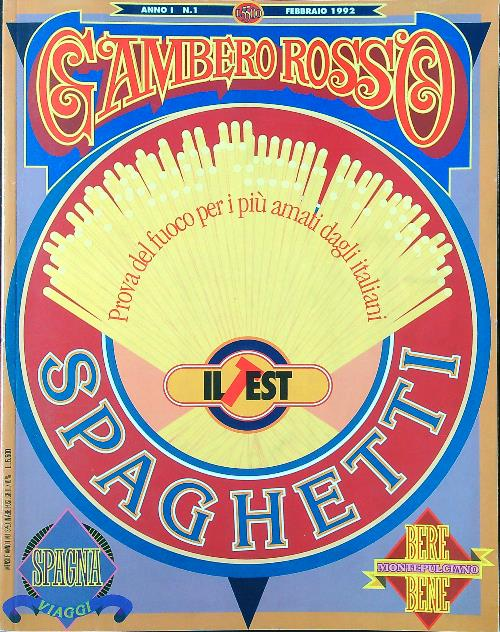 ANNO I N.1
FEBBRAIO 1992
GAMBERO ROSSO
Prova del fuoco per i più amati dagli italiani
IL TEST
SPAGHETTI
SPAGNA
VIAGGI
BERE
MONTEPULCIANO
BENE